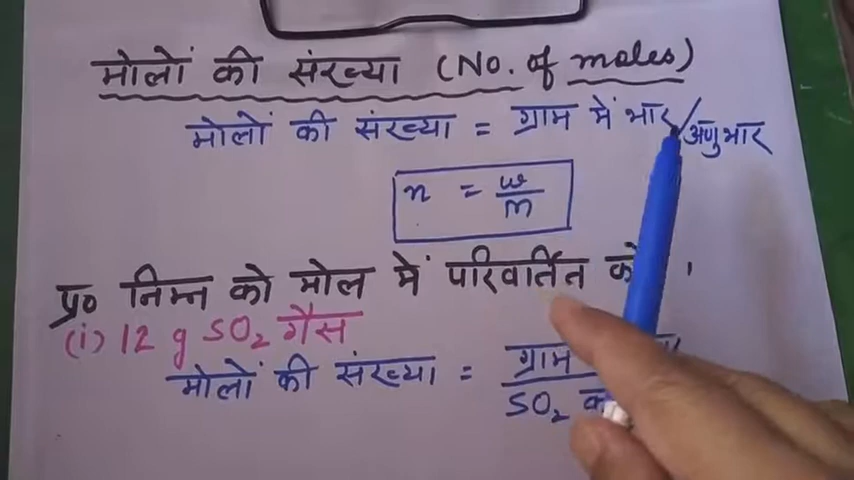 मोलों की संख्या (No. of moles)
मोलों की संख्या = ग्राम में भार/अणुभार
n = w/m
प्र० निम्न को मोल में परिवर्तित
(i) 12 g SO₂ गैस
मोलों की संख्या = ग्राम
SO₂